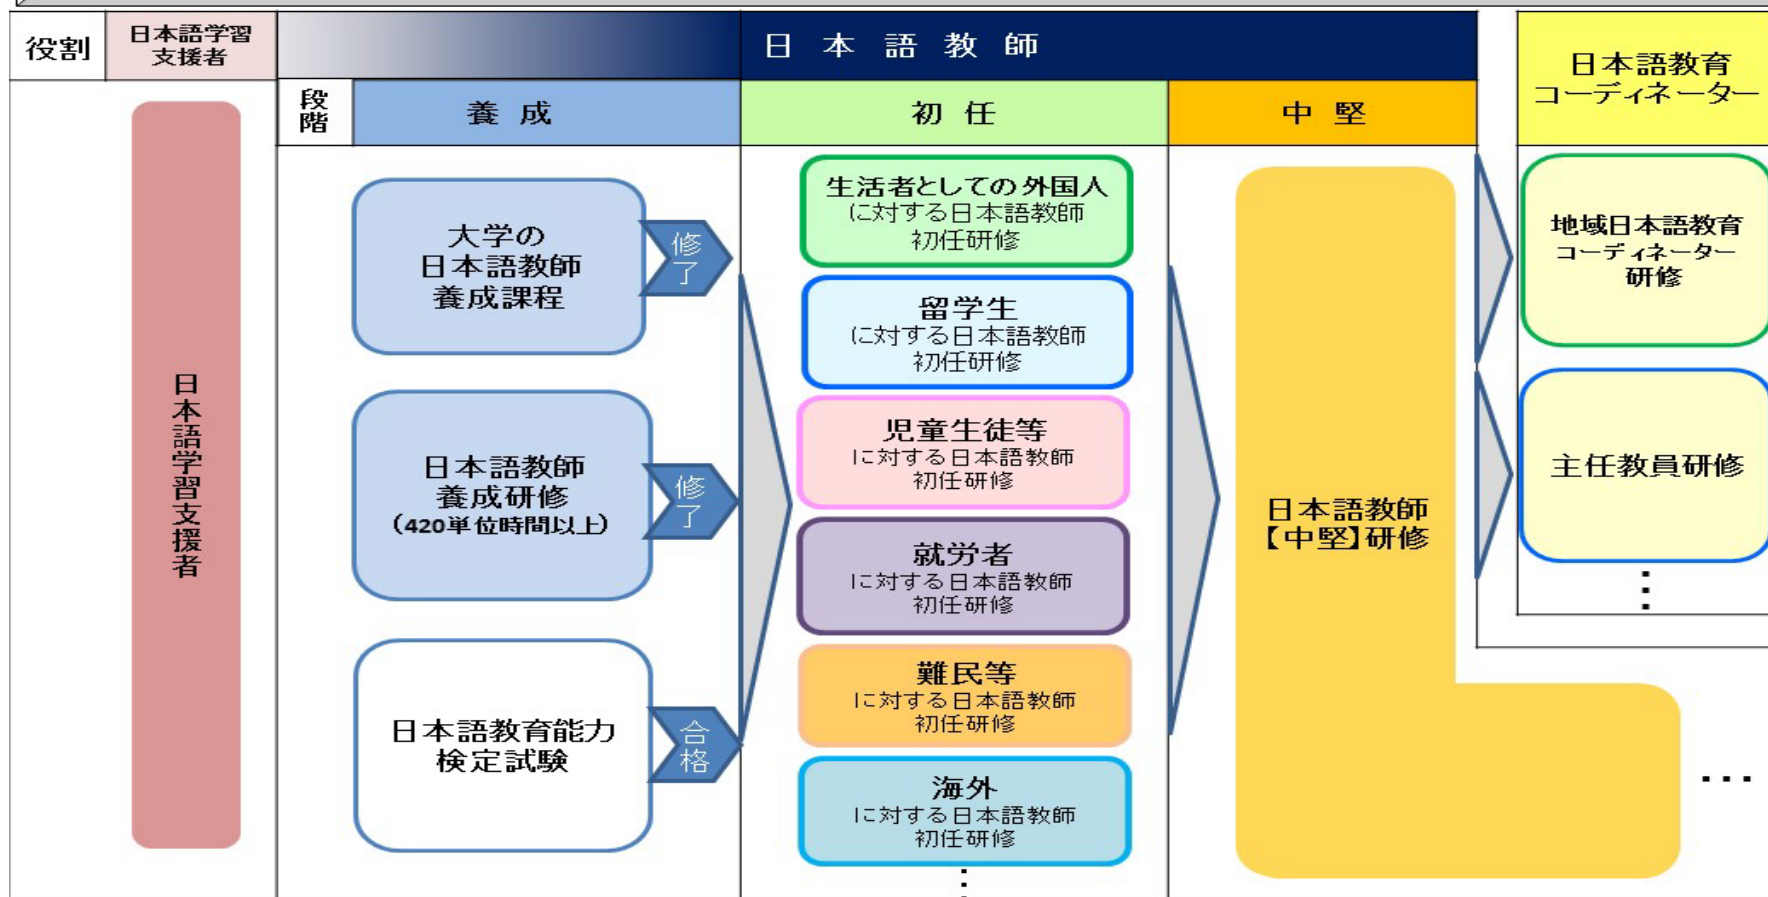 役割
日本語学習
支援者
日本語教師
日本語教育
コーディネーター
段階
養成
初任
中堅
日本語学習支援者
大学の
日本語教師
養成課程
修了
日本語教師
養成研修
（420単位時間以上）
修了
日本語教育能力
検定試験
合格
生活者としての外国人
に対する日本語教師
初任研修
留学生
に対する日本語教師
初任研修
児童生徒等
に対する日本語教師
初任研修
就労者
に対する日本語教師
初任研修
難民等
に対する日本語教師
初任研修
海外
に対する日本語教師
初任研修
⋮
日本語教師
【中堅】研修
…
地域日本語教育
コーディネーター
研修
主任教員研修
⋮